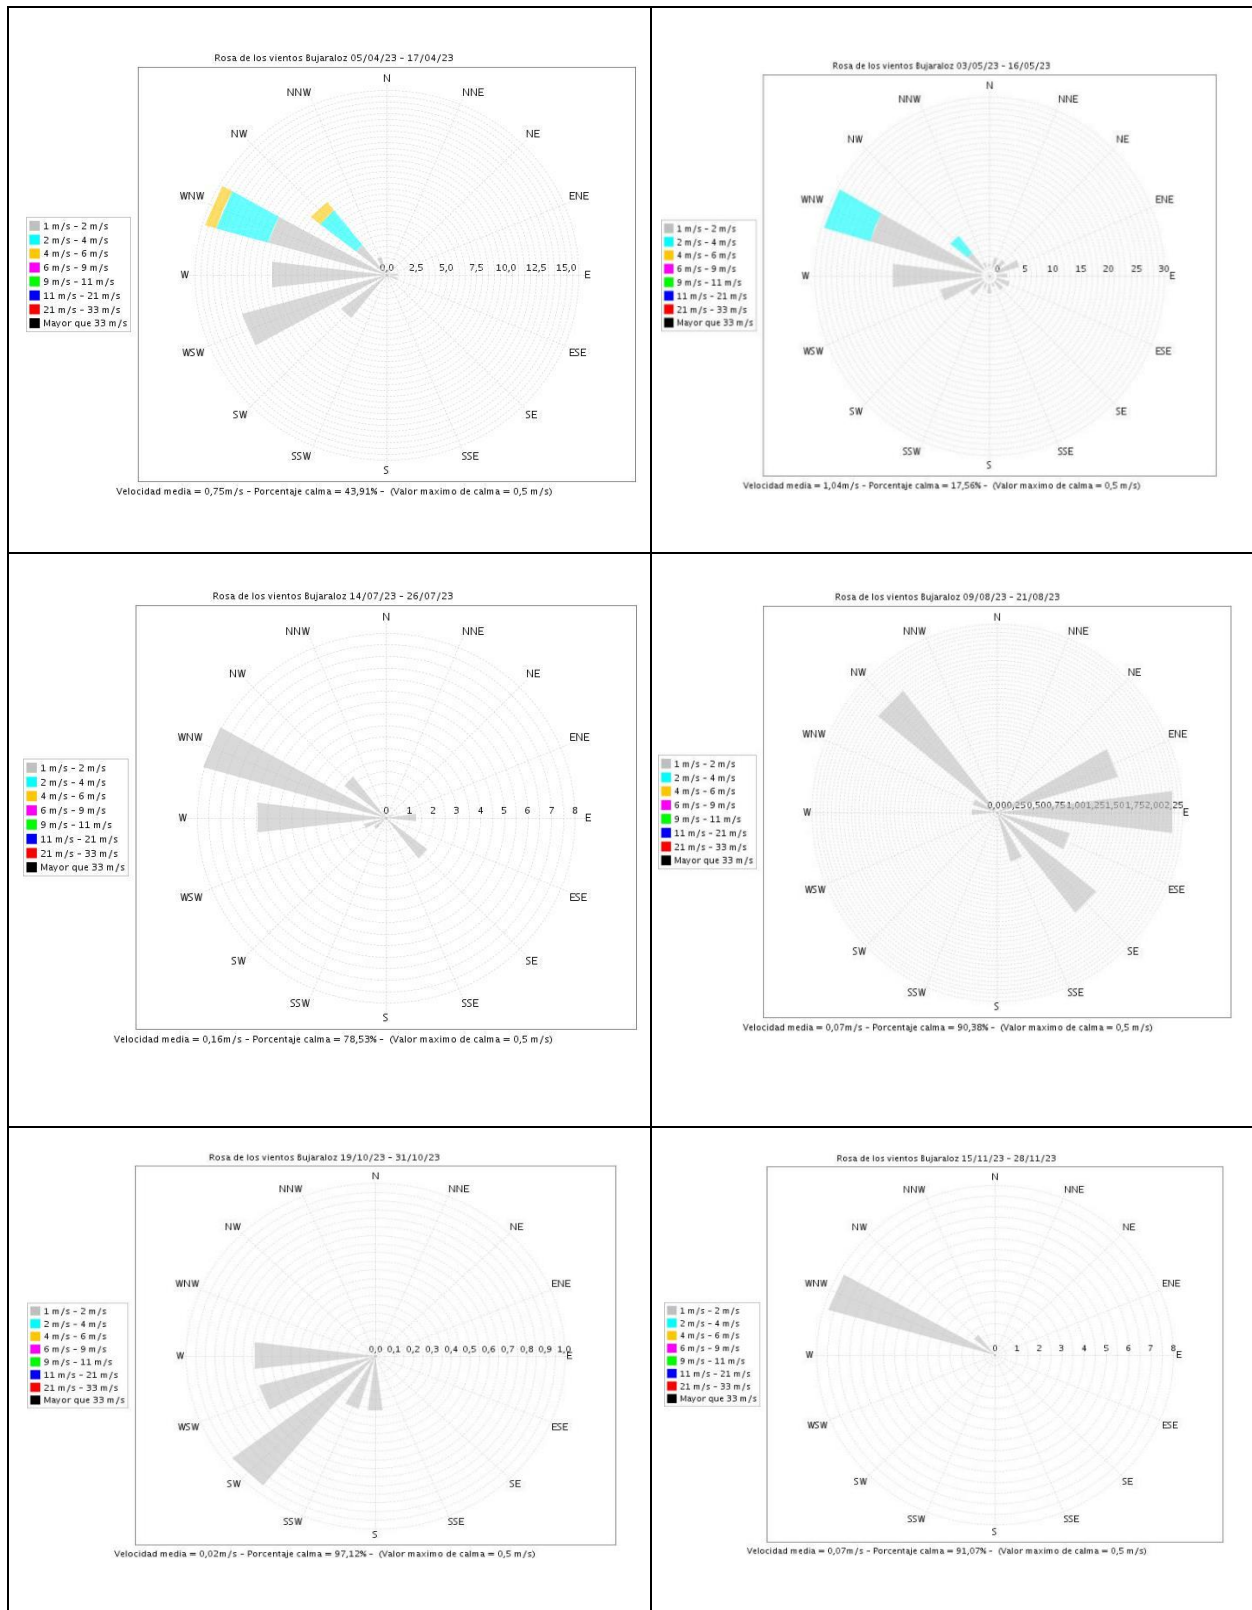 Rosa de los vientos Bujaraloz 05/04/23 - 17/04/23
N
NNW NNE
NW NE
WNW ENE
1 m/s - 2 m/s
2 m/s - 4 m/s
4 m/s - 6 m/s
6 m/s - 9 m/s
9 m/s - 11 m/s
11 m/s - 21 m/s
21 m/s - 33 m/s
Mayor que 33 m/s
W 0,0 2,5 5,0 7,5 10,0 12,5 15,0 E
WSW ESE
SW SE
SSW SSE
S
Velocidad media = 0,75m/s - Porcentaje calma = 43,91% - (Valor maximo de calma = 0,5 m/s)
Rosa de los vientos Bujaraloz 03/05/23 - 16/05/23
N
NNW NNE
NW NE
WNW ENE
1 m/s - 2 m/s
2 m/s - 4 m/s
4 m/s - 6 m/s
6 m/s - 9 m/s
9 m/s - 11 m/s
11 m/s - 21 m/s
21 m/s - 33 m/s
Mayor que 33 m/s
W 0 5 10 15 20 25 30 E
WSW ESE
SW SE
SSW SSE
S
Velocidad media = 1,04m/s - Porcentaje calma = 17,56% - (Valor maximo de calma = 0,5 m/s)
Rosa de los vientos Bujaraloz 14/07/23 - 26/07/23
N
NNW NNE
NW NE
WNW ENE
1 m/s - 2 m/s
2 m/s - 4 m/s
4 m/s - 6 m/s
6 m/s - 9 m/s
9 m/s - 11 m/s
11 m/s - 21 m/s
21 m/s - 33 m/s
Mayor que 33 m/s
W 0 1 2 3 4 5 6 7 8 E
WSW ESE
SW SE
SSW SSE
S
Velocidad media = 0,16m/s - Porcentaje calma = 78,53% - (Valor maximo de calma = 0,5 m/s)
Rosa de los vientos Bujaraloz 09/08/23 - 21/08/23
N
NNW NNE
NW NE
WNW ENE
1 m/s - 2 m/s
2 m/s - 4 m/s
4 m/s - 6 m/s
6 m/s - 9 m/s
9 m/s - 11 m/s
11 m/s - 21 m/s
21 m/s - 33 m/s
Mayor que 33 m/s
W 0,00 0,25 0,50 0,75 1,00 1,25 1,50 1,75 2,00 2,25 E
WSW ESE
SW SE
SSW SSE
S
Velocidad media = 0,07m/s - Porcentaje calma = 90,38% - (Valor maximo de calma = 0,5 m/s)
Rosa de los vientos Bujaraloz 19/10/23 - 31/10/23
N
NNW NNE
NW NE
WNW ENE
1 m/s - 2 m/s
2 m/s - 4 m/s
4 m/s - 6 m/s
6 m/s - 9 m/s
9 m/s - 11 m/s
11 m/s - 21 m/s
21 m/s - 33 m/s
Mayor que 33 m/s
W 0,0 0,1 0,2 0,3 0,4 0,5 0,6 0,7 0,8 0,9 1,0 E
WSW ESE
SW SE
SSW SSE
S
Velocidad media = 0,02m/s - Porcentaje calma = 97,12% - (Valor maximo de calma = 0,5 m/s)
Rosa de los vientos Bujaraloz 15/11/23 - 28/11/23
N
NNW NNE
NW NE
WNW ENE
1 m/s - 2 m/s
2 m/s - 4 m/s
4 m/s - 6 m/s
6 m/s - 9 m/s
9 m/s - 11 m/s
11 m/s - 21 m/s
21 m/s - 33 m/s
Mayor que 33 m/s
W 0 1 2 3 4 5 6 7 8 E
WSW ESE
SW SE
SSW SSE
S
Velocidad media = 0,07m/s - Porcentaje calma = 91,07% - (Valor maximo de calma = 0,5 m/s)